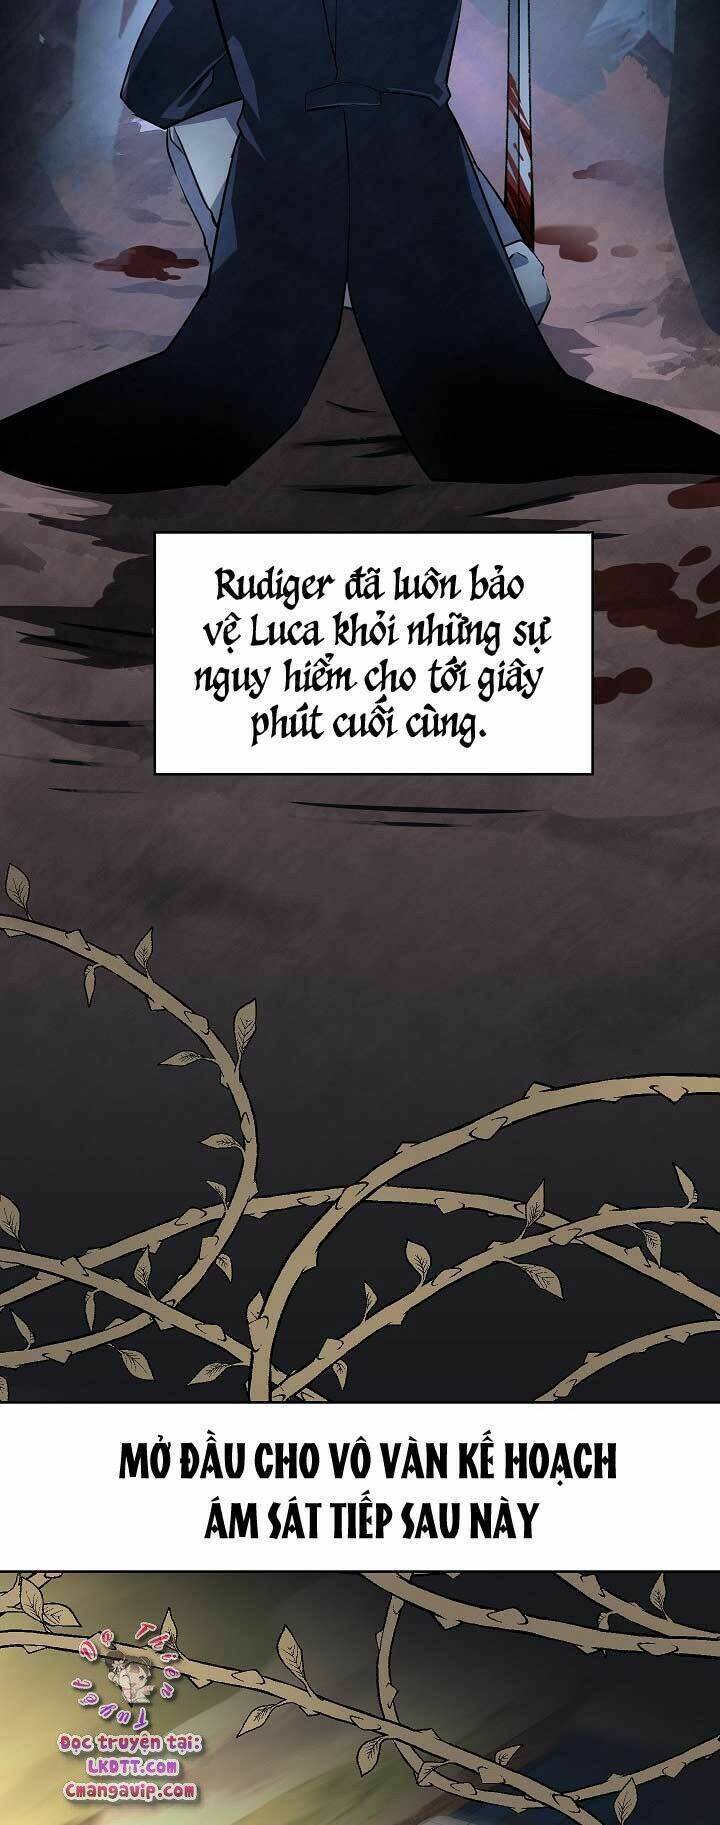 Rudiger đã luôn bảo
vệ Luca khỏi những sự
nguy hiểm cho tới giây
phút cuối cùng.
MỞ ĐẦU CHO VÔ VÀN KẾ HOẠCH
ÁM SÁT TIẾP SAU NÀY
Đọc truyện tại:
LKDTT.com
Cmangavip.com